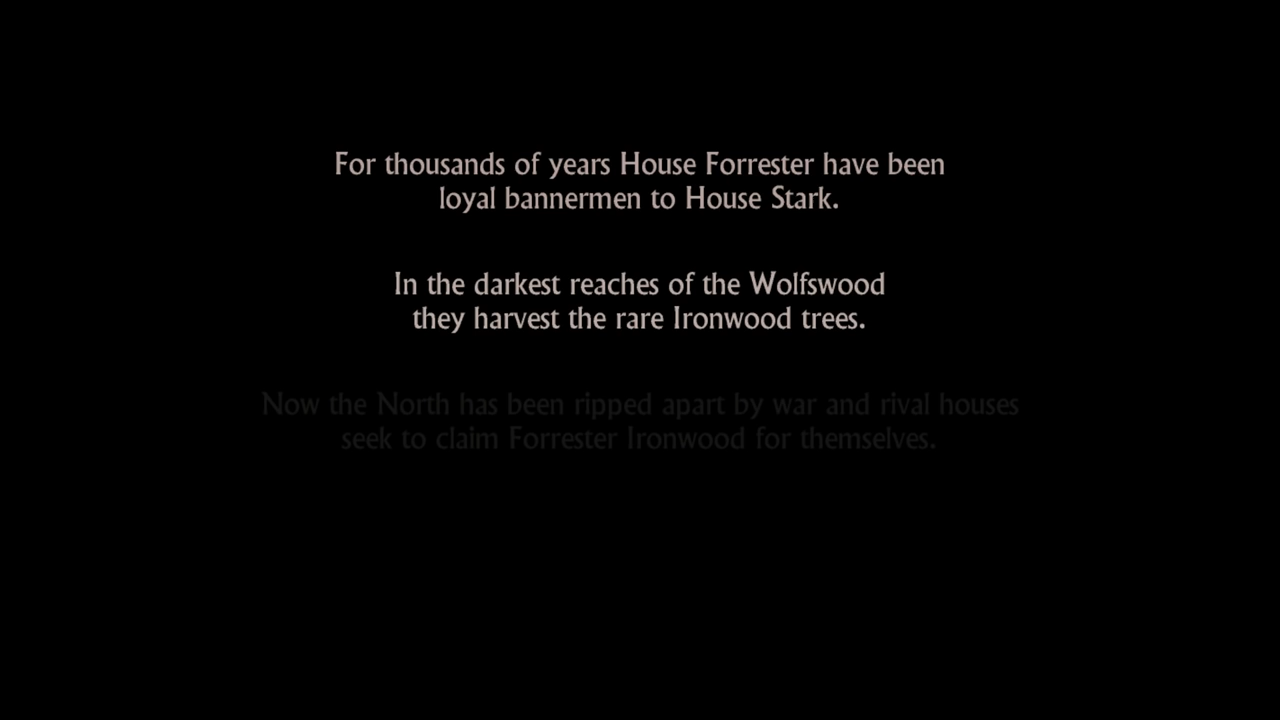 For thousands of years House Forrester have been
loyal bannermen to House Stark.
In the darkest reaches of the Wolfswood
they harvest the rare Ironwood trees.
Now the North has been ripped apart by war and rival houses
seek to claim Forrester Ironwood for themselves.